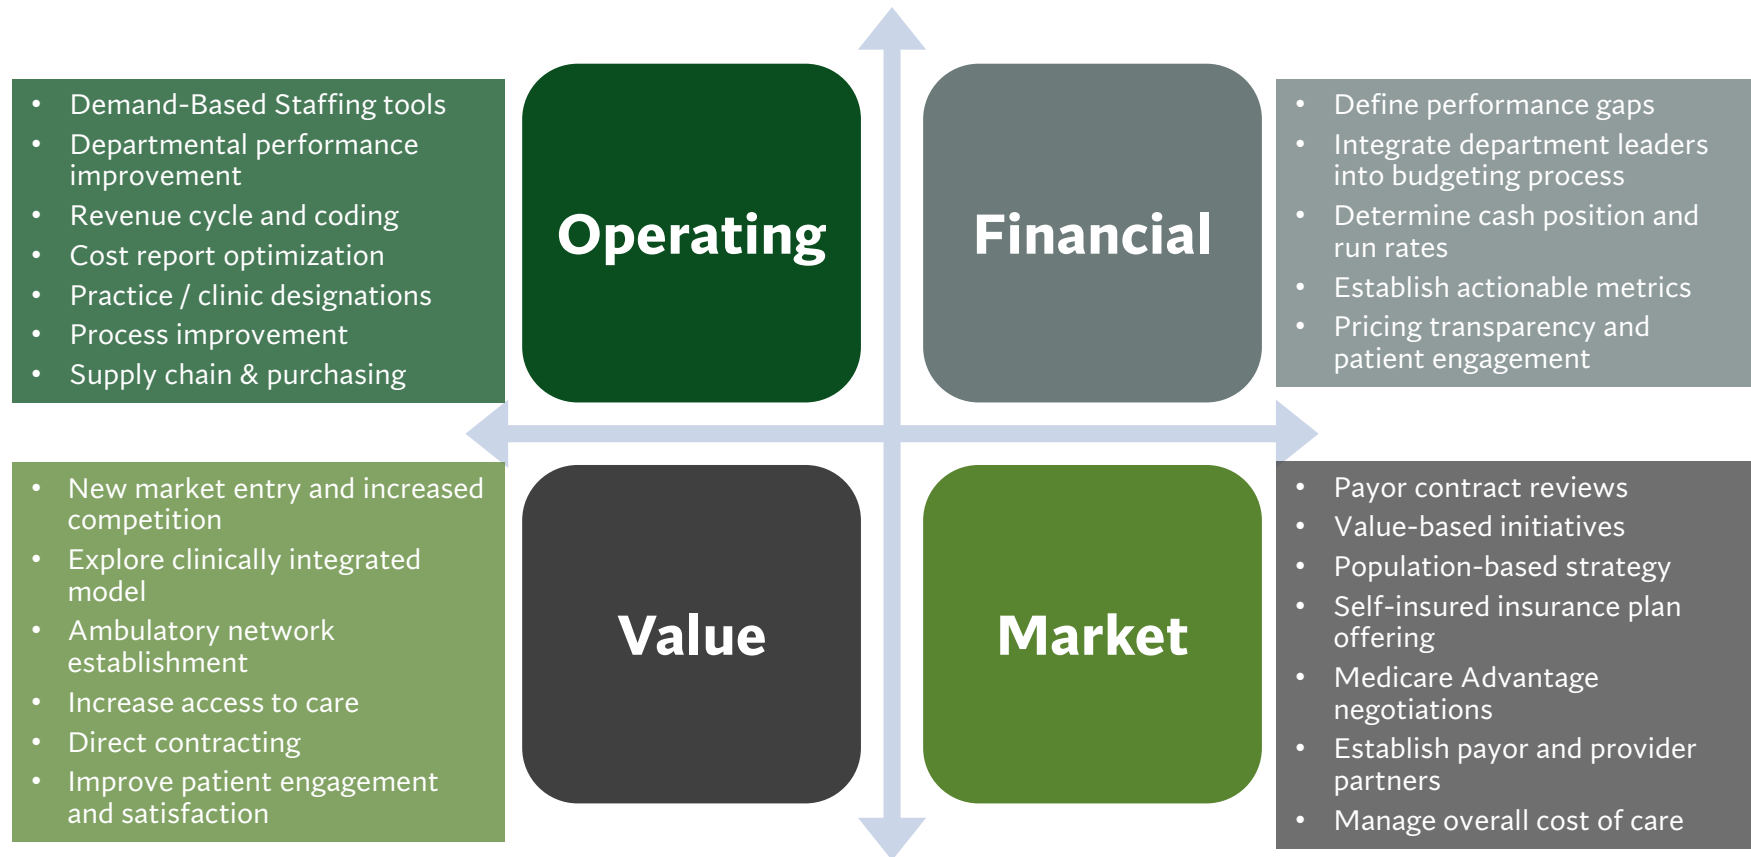 • Demand-Based Staffing tools
• Departmental performance
improvement
• Revenue cycle and coding
• Cost report optimization
• Practice / clinic designations
• Process improvement
• Supply chain & purchasing
Operating
Financial
• Define performance gaps
• Integrate department leaders
into budgeting process
• Determine cash position and
run rates
• Establish actionable metrics
• Pricing transparency and
patient engagement
• New market entry and increased
competition
• Explore clinically integrated
model
• Ambulatory network
establishment
• Increase access to care
• Direct contracting
• Improve patient engagement
and satisfaction
Value
Market
• Payor contract reviews
• Value-based initiatives
• Population-based strategy
• Self-insured insurance plan
offering
• Medicare Advantage
negotiations
• Establish payor and provider
partners
• Manage overall cost of care